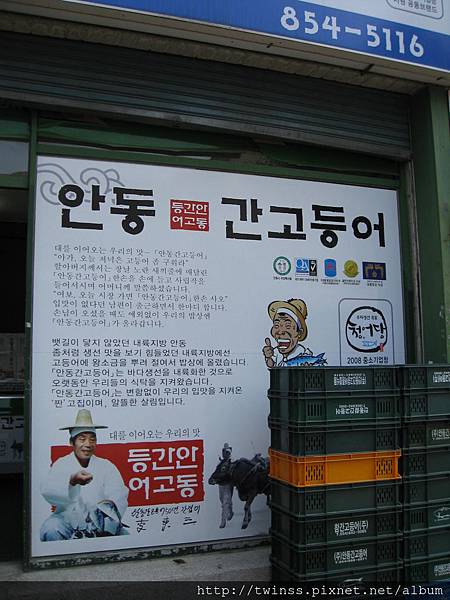 854-5116
안동 등간안어고동 간고등어
대를 이어오는 우리의 맛-「안동간고등어」
"아가, 오늘 저녁은 고등어 좀 구워라"
할아버지께서는 장날 노란 새끼줄에 매달린
「안동간고등어」한손을 손에 들고 사립작을
들어서시며 어머니께 말씀하셨습니다.
"여보, 오늘 시장 가면「안동간고등어」한손 사오"
입맛이 없다던 남편이 출근하면서 한마디 합니다.
손님이 오셨을 때도 예외없이 우리의 밥상엔
「안동간고등어」가 올라갑니다.
뱃길이 닿지 않았던 내륙지방 안동
좀처럼 생선 맛을 보기 힘들었던 내륙지방에선
고등어에 왕소금을 뿌려 절여서 밥상에 올렸습니다.
「안동간고등어」는 바다생선을 내륙화한 것으로
오랫동안 우리들의 식탁을 지켜왔습니다.
「안동간고등어」는 변함없이 우리의 입맛을 지켜온
'짠' 고집이며, 알뜰한 살림입니다.
2008 중소기업청
대를 이어오는 우리의 맛
등간안
어고동
(주)안동간고등어
http://twinss.pixnet.net/album